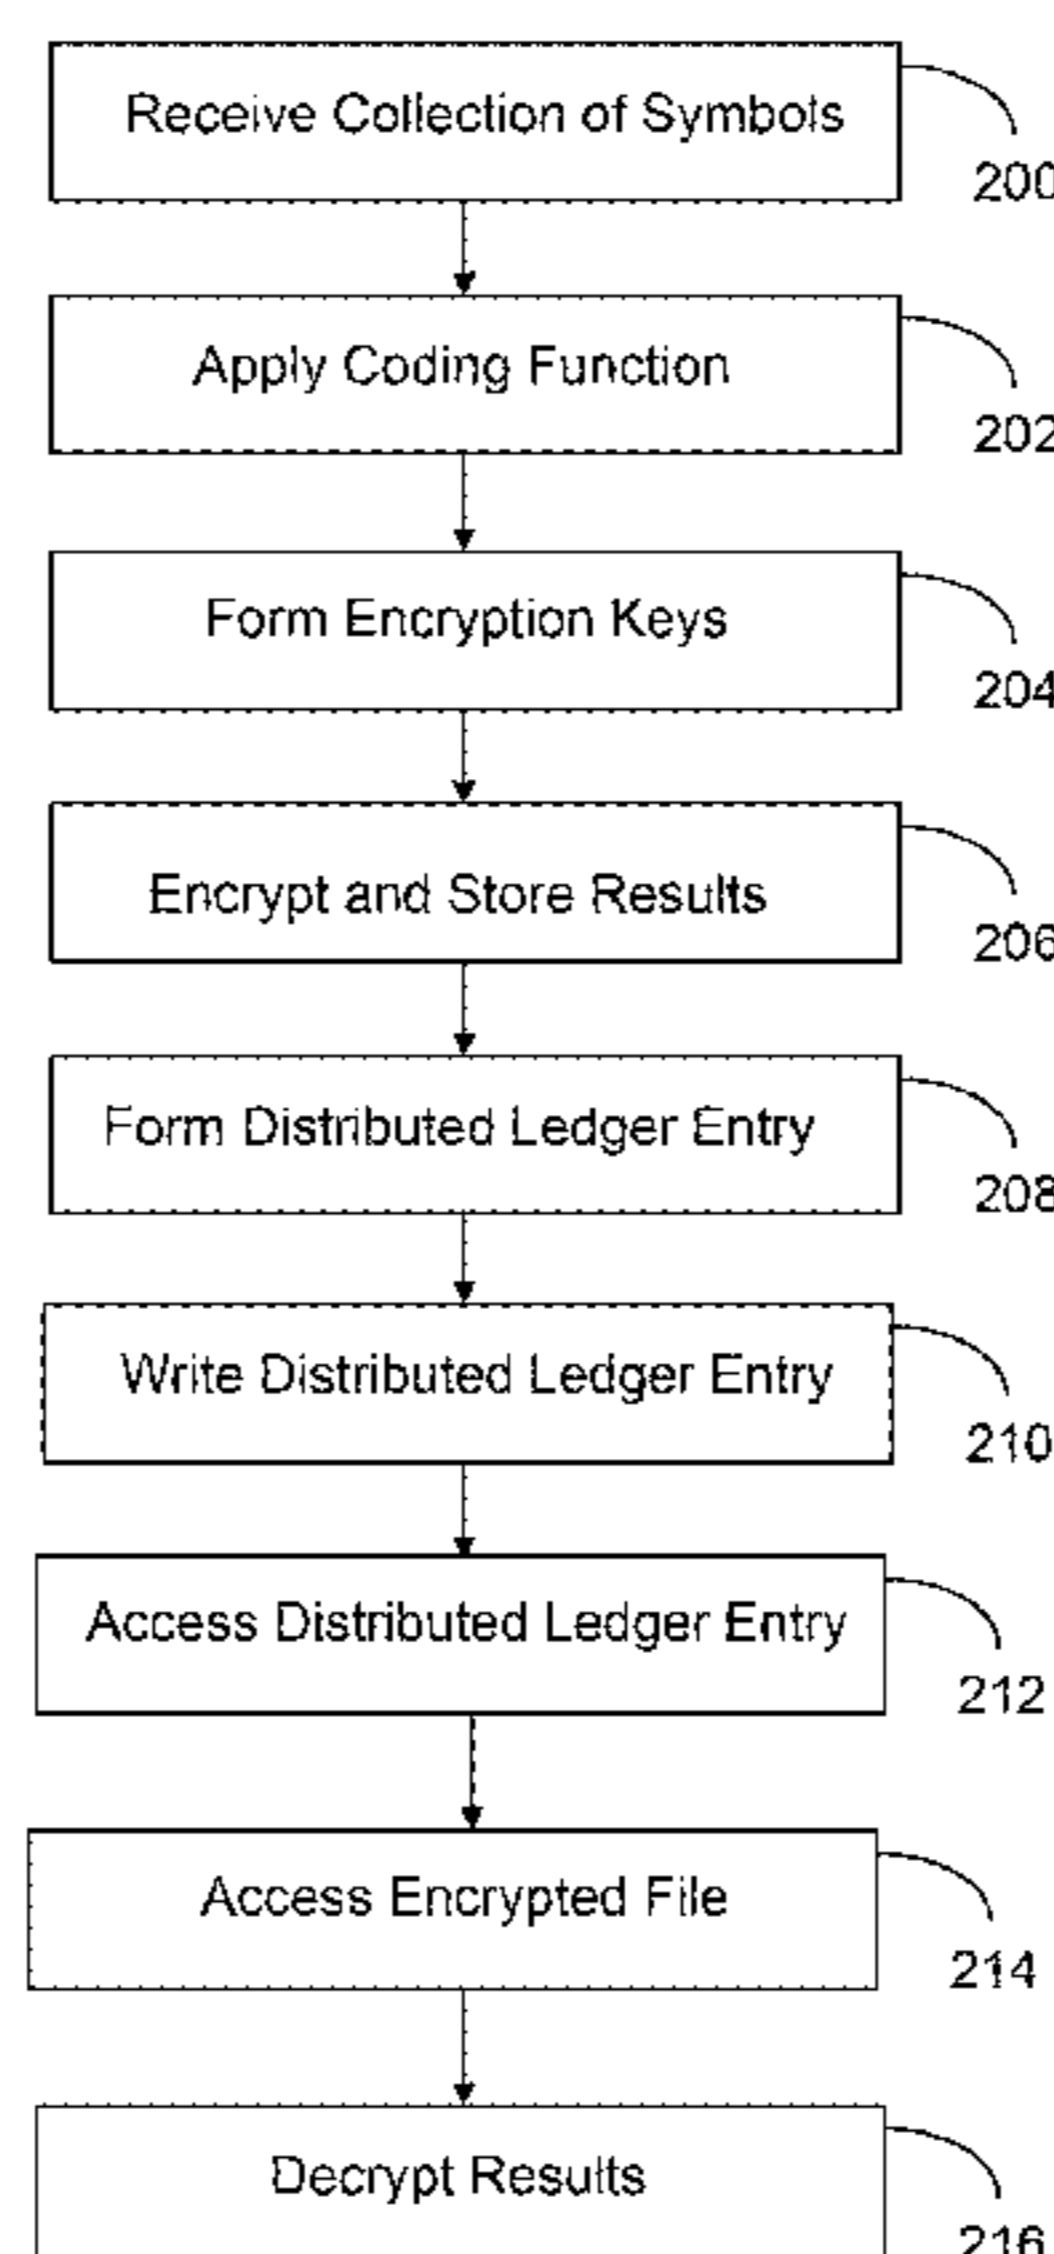 Receive Collection of Symbols
200
Apply Coding Function
202
Form Encryption Keys
204
Encrypt and Store Results
206
Form Distributed Ledger Entry
208
Write Distributed Ledger Entry
210
Access Distributed Ledger Entry
212
Access Encrypted File
214
Decrypt Results
216